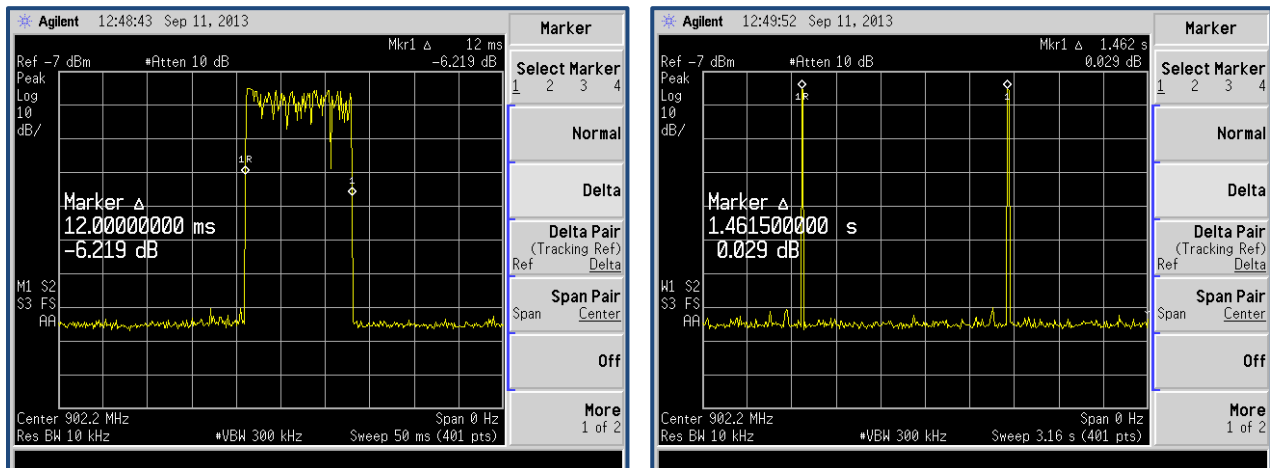 Agilent 12:48:43 Sep 11, 2013
Mkr1 Δ 12 ms
Ref -7 dBm #Atten 10 dB -6.219 dB
Peak
Log
10
dB/
1R
1
Marker Δ
12.00000000 ms
-6.219 dB
M1 S2
S3 FS
AA
Center 902.2 MHz Span 0 Hz
Res BW 10 kHz #VBW 300 kHz Sweep 50 ms (401 pts)
Marker
Select Marker
1 2 3 4
Normal
Delta
Delta Pair
(Tracking Ref)
Ref Delta
Span Pair
Span Center
Off
More
1 of 2
Agilent 12:49:52 Sep 11, 2013
Mkr1 Δ 1.462 s
Ref -7 dBm #Atten 10 dB 0.029 dB
Peak
Log
10
dB/
1R
1
Marker Δ
1.461500000 s
0.029 dB
W1 S2
S3 FS
AA
Center 902.2 MHz Span 0 Hz
Res BW 10 kHz #VBW 300 kHz Sweep 3.16 s (401 pts)
Marker
Select Marker
1 2 3 4
Normal
Delta
Delta Pair
(Tracking Ref)
Ref Delta
Span Pair
Span Center
Off
More
1 of 2